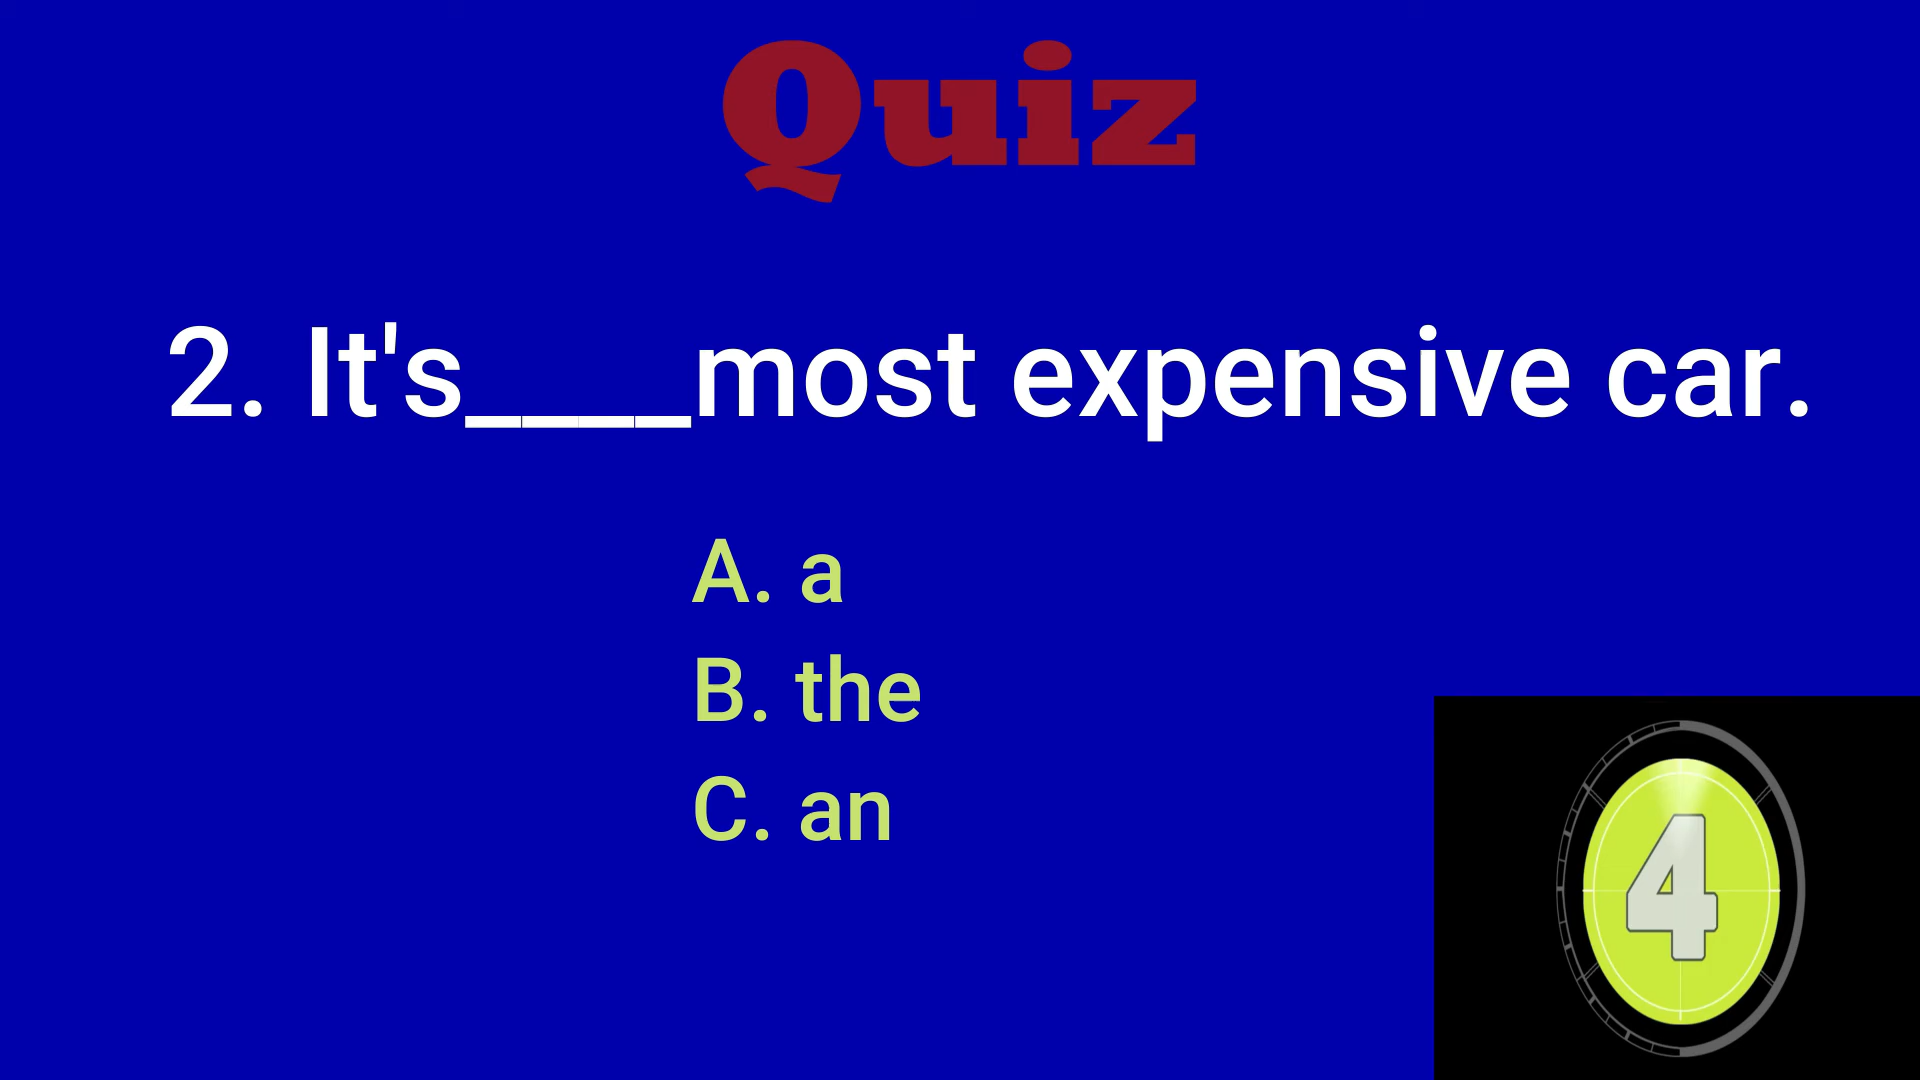 Quiz
2. It's____most expensive car.
A. a
B. the
C. an
4